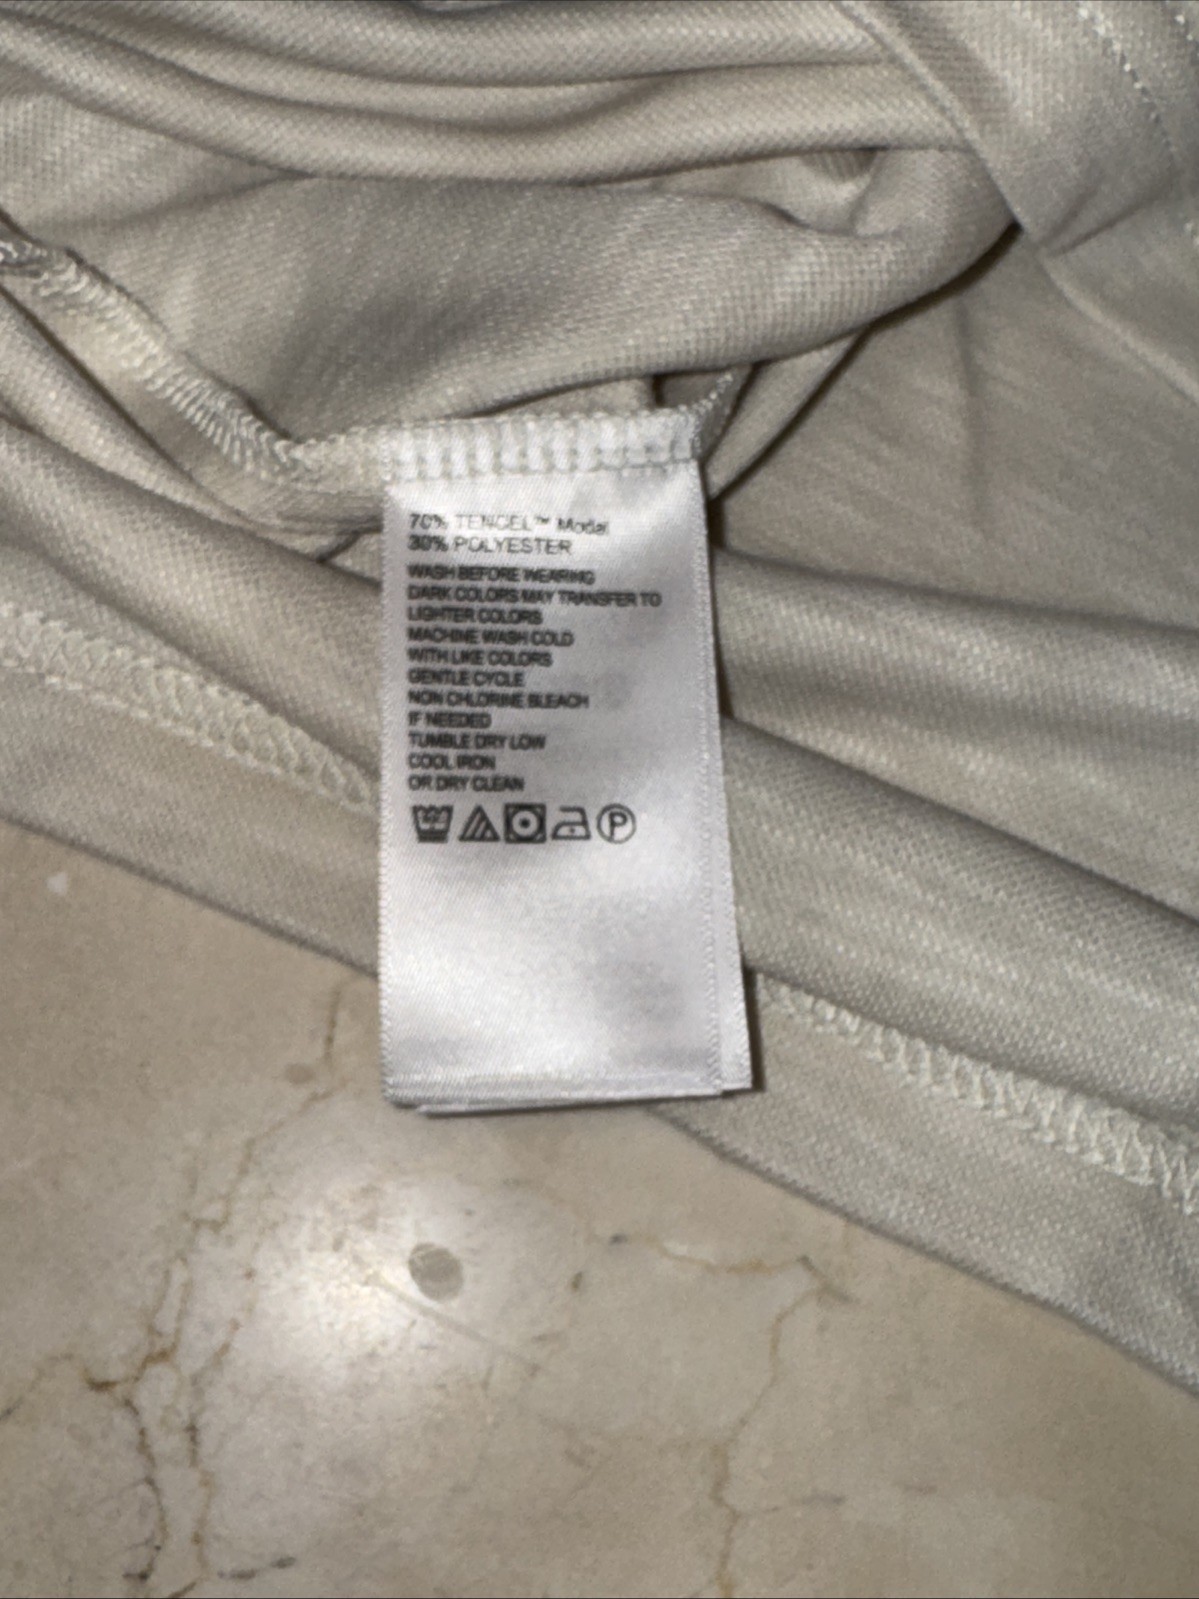 70% TENCEL™ Modal
30% POLYESTER
WASH BEFORE WEARING
DARK COLORS MAY TRANSFER TO
LIGHTER COLORS
MACHINE WASH COLD
WITH LIKE COLORS
GENTLE CYCLE
NON CHLORINE BLEACH
IF NEEDED
TUMBLE DRY LOW
COOL IRON
OR DRY CLEAN
P